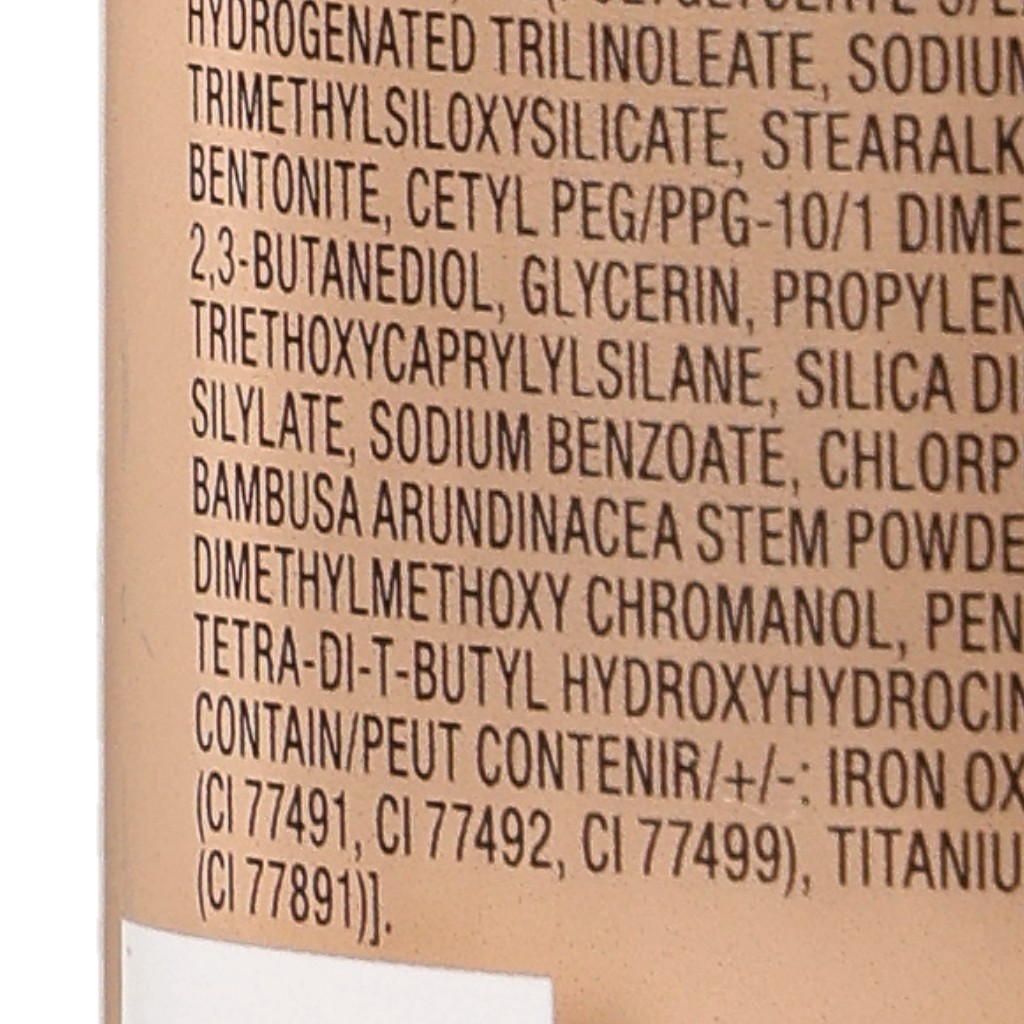 HYDROGENATED TRILINOLEATE, SODIUM
TRIMETHYLSILOXYSILICATE, STEARALK
BENTONITE, CETYL PEG/PPG-10/1 DIME
2,3-BUTANEDIOL, GLYCERIN, PROPYLEN
TRIETHOXYCAPRYLYLSILANE, SILICA DI
SILYLATE, SODIUM BENZOATE, CHLORP
BAMBUSA ARUNDINACEA STEM POWDE
DIMETHYLMETHOXY CHROMANOL, PEN
TETRA-DI-T-BUTYL HYDROXYHYDROCIN
CONTAIN/PEUT CONTENIR/+/-: IRON OX
(CI 77491, CI 77492, CI 77499), TITANIU
(CI 77891)].